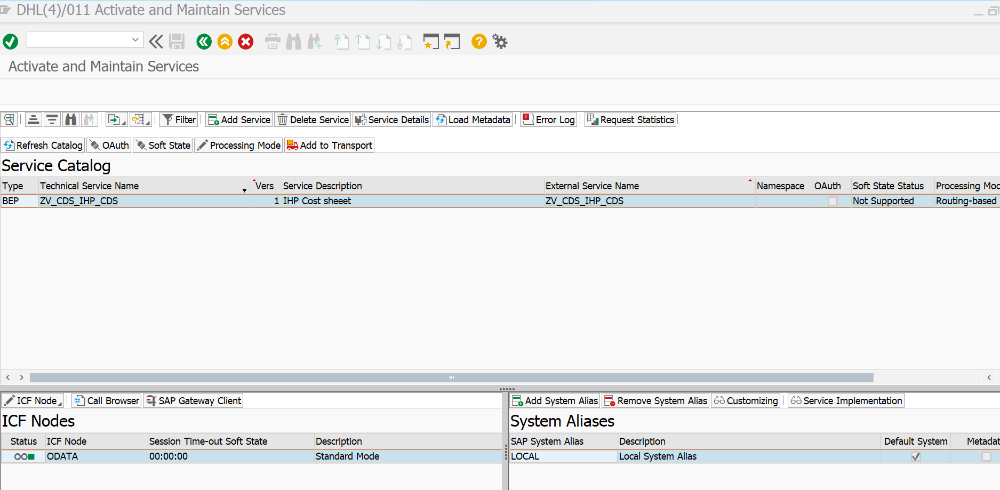 DHL(4)/011 Activate and Maintain Services
Activate and Maintain Services
Filter Add Service Delete Service Service Details Load Metadata Error Log Request Statistics
Refresh Catalog OAuth Soft State Processing Mode Add to Transport
Service Catalog
Type Technical Service Name Vers... Service Description External Service Name Namespace OAuth ... Soft State Status Processing Mod
BEP ZV_CDS_IHP_CDS 1 IHP Cost sheeet ZV_CDS_IHP_CDS Not Supported Routing-based
ICF Node Call Browser SAP Gateway Client Add System Alias Remove System Alias Customizing Service Implementation
ICF Nodes System Aliases
Status ICF Node Session Time-out Soft State Description SAP System Alias Description Default System Metadat
ODATA 00:00:00 Standard Mode LOCAL Local System Alias